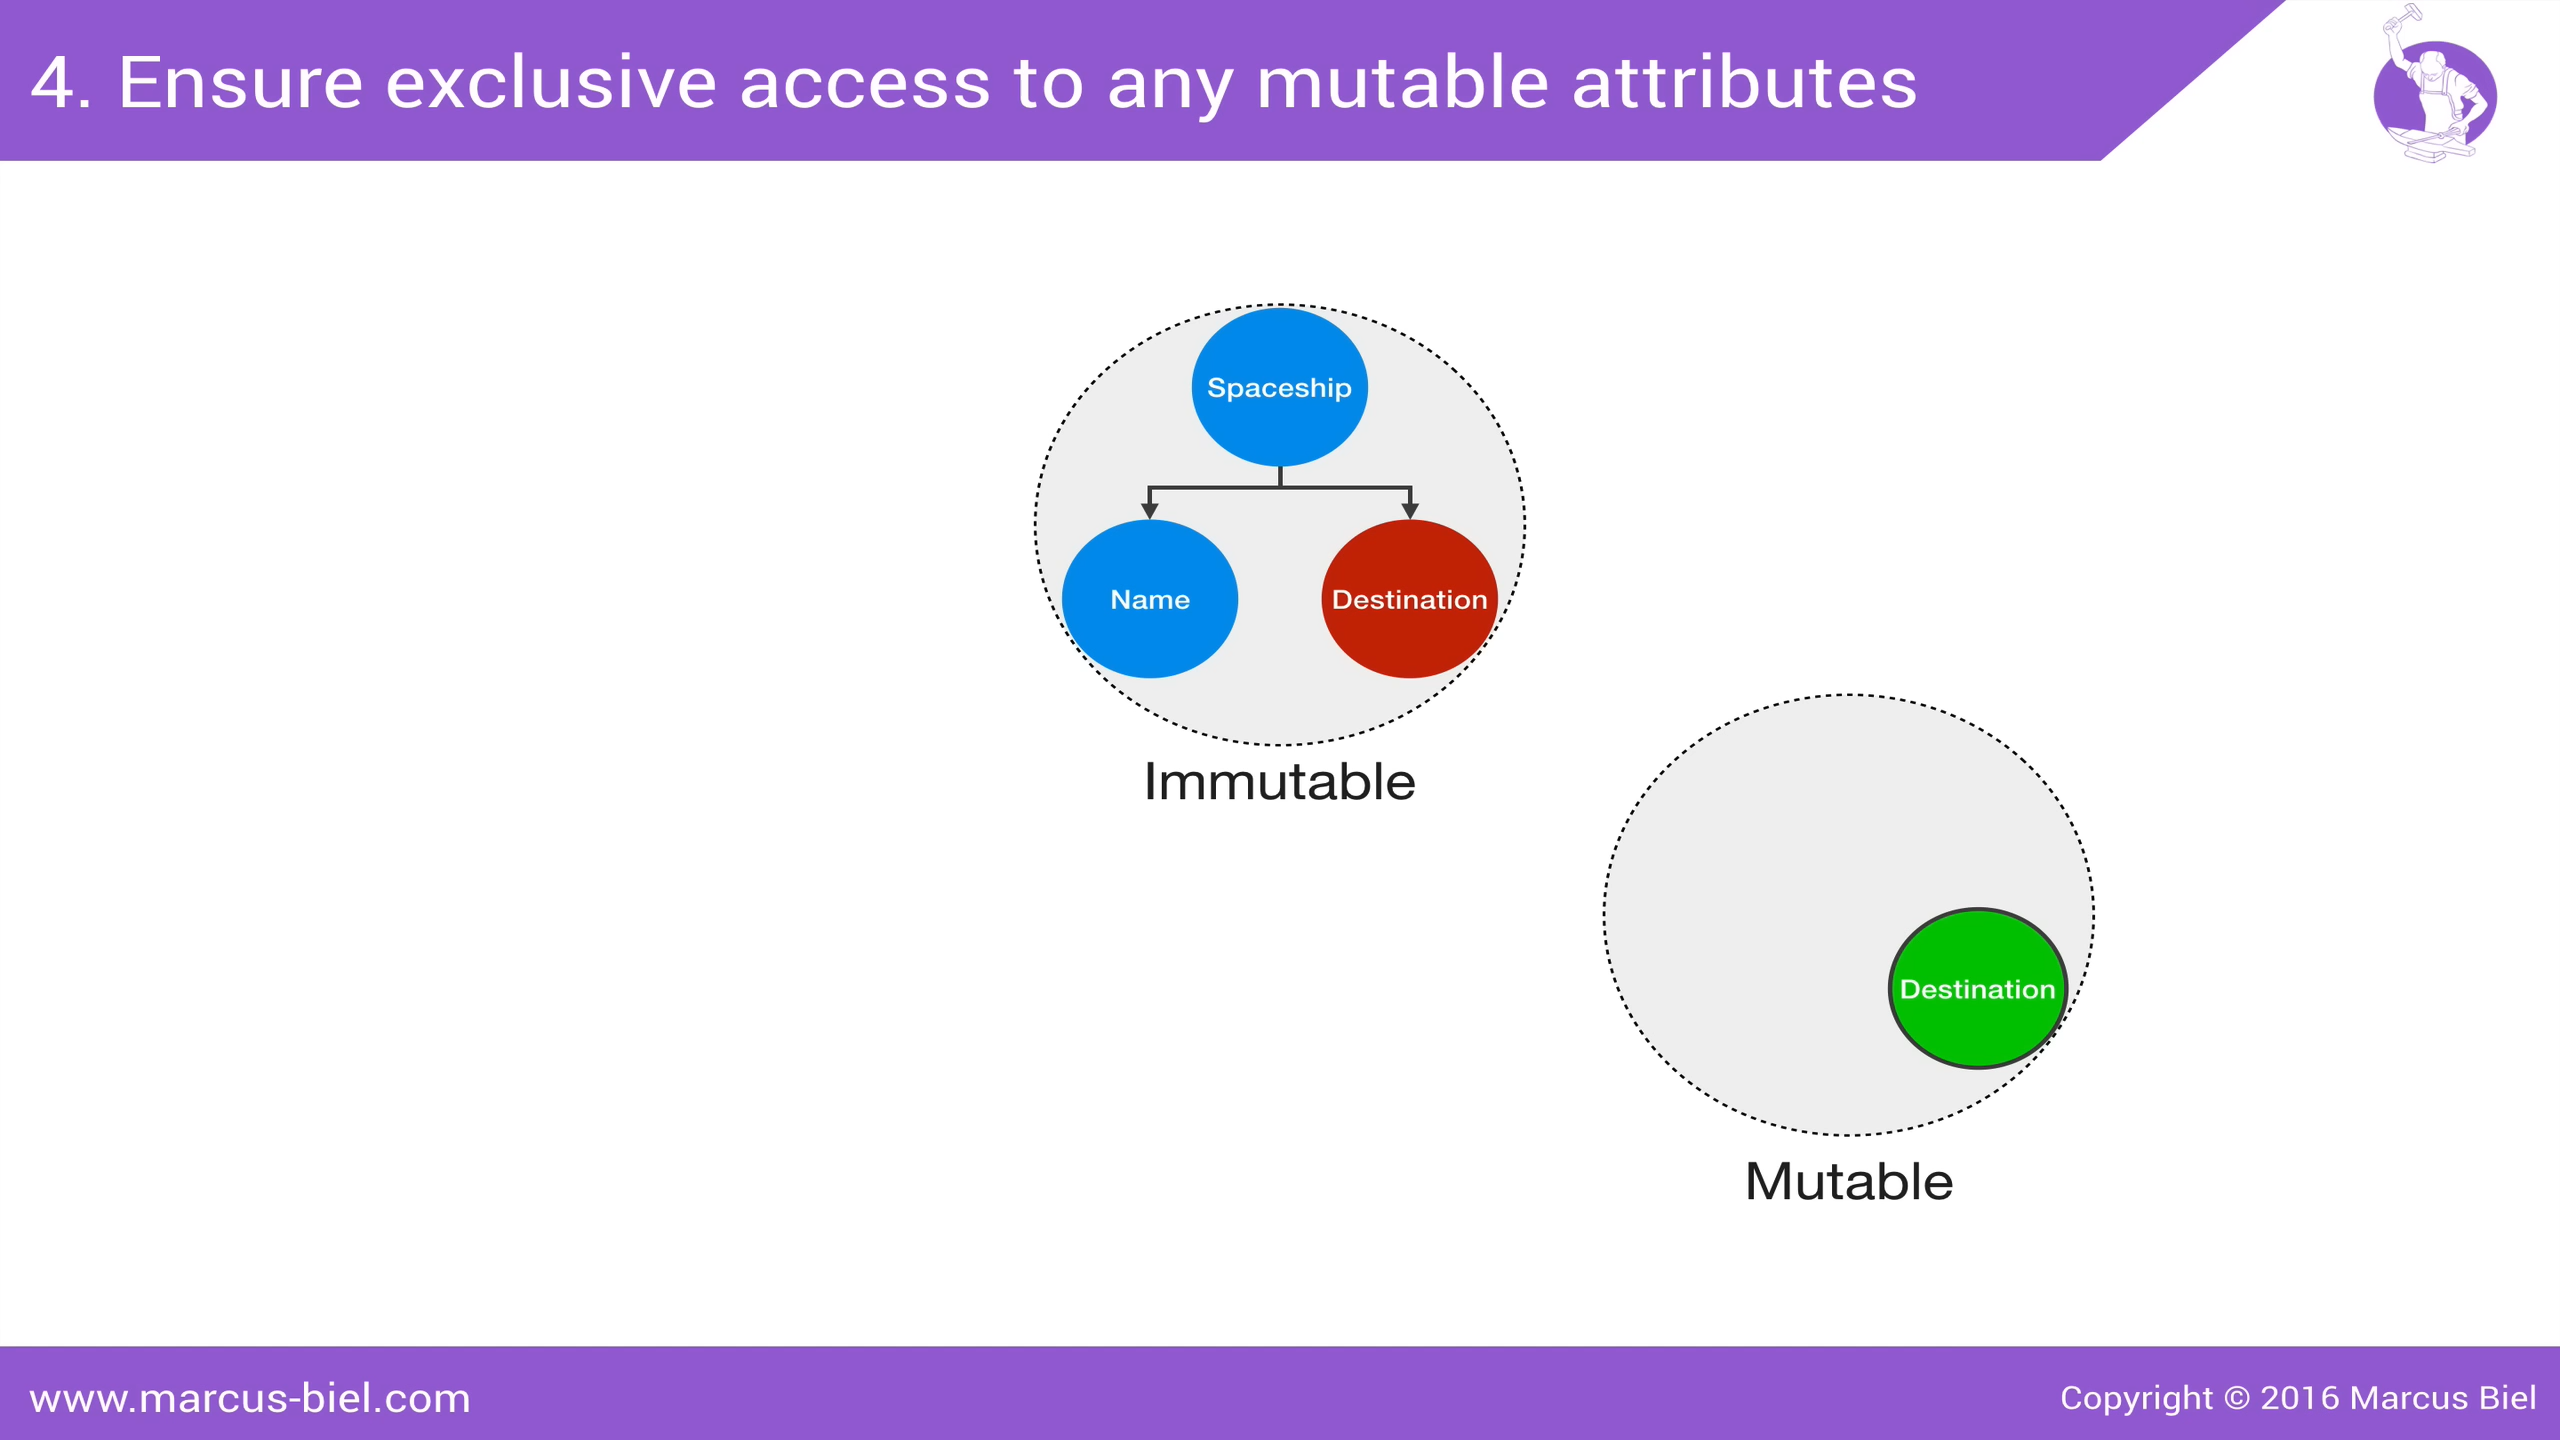 4. Ensure exclusive access to any mutable attributes
Spaceship
Name
Destination
Immutable
Destination
Mutable
www.marcus-biel.com
Copyright © 2016 Marcus Biel